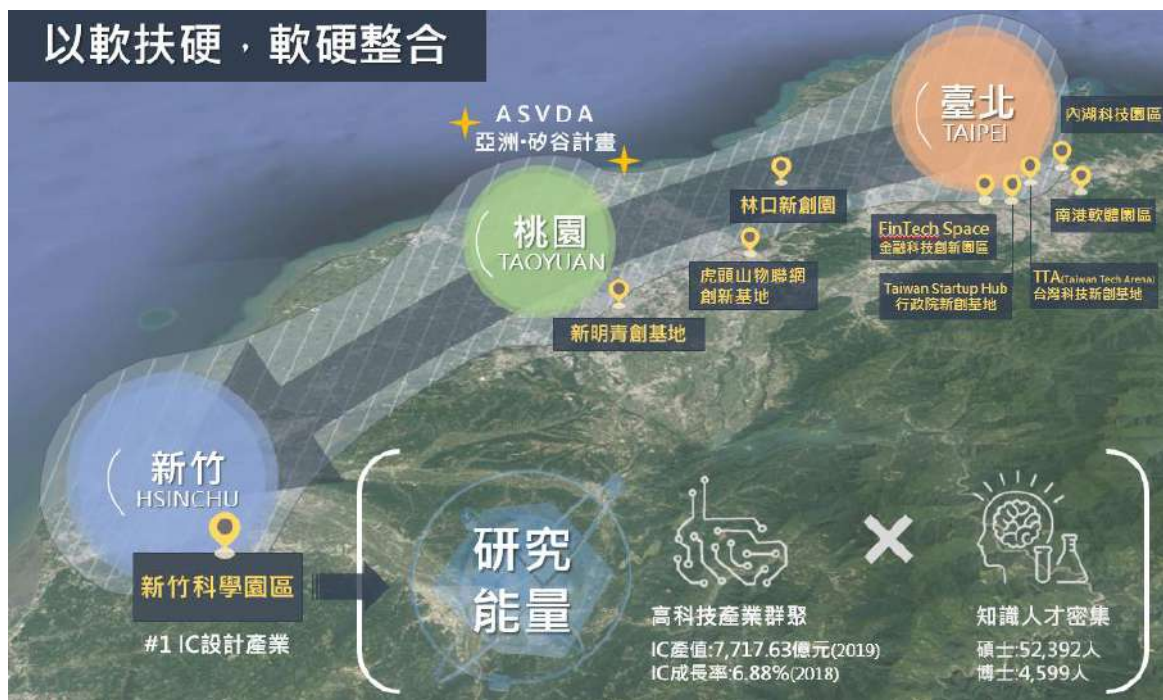 以軟扶硬，軟硬整合
ASVDA
亞洲·矽谷計畫
臺北
TAIPEI
內湖科技園區
桃園
TAOYUAN
林口新創園
FinTech Space
金融科技創新園區
南港軟體園區
虎頭山物聯網
創新基地
Taiwan Startup Hub
行政院新創基地
TTA(Taiwan Tech Arena)
台灣科技新創基地
新明青創基地
新竹
HSINCHU
新竹科學園區
#1 IC設計產業
研究
能量
高科技產業群聚
IC產值:7,717.63億元(2019)
IC成長率:6.88%(2018)
知識人才密集
碩士:52,392人
博士:4,599人